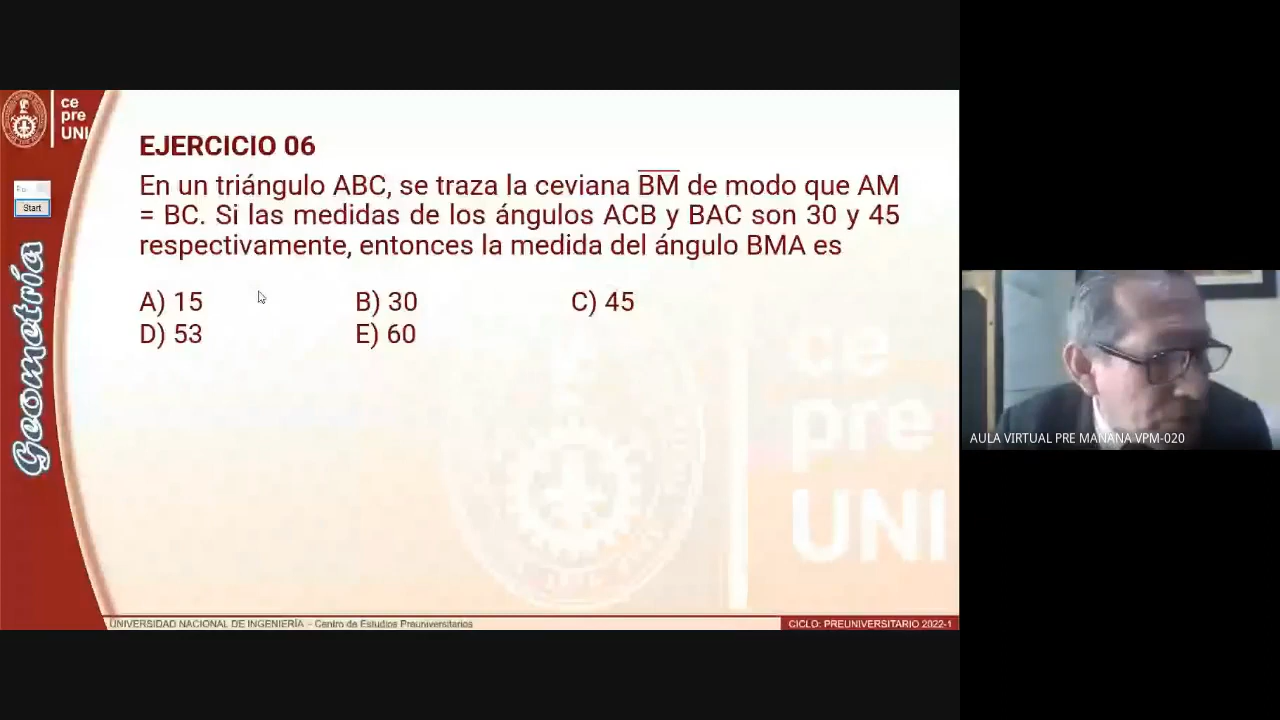 ce
pre
UNI
Start
Geometría
EJERCICIO 06
En un triángulo ABC, se traza la ceviana BM de modo que AM
= BC. Si las medidas de los ángulos ACB y BAC son 30 y 45
respectivamente, entonces la medida del ángulo BMA es
A) 15 B) 30 C) 45
D) 53 E) 60
ce
pre
UNI
UNIVERSIDAD NACIONAL DE INGENIERÍA – Centro de Estudios Preuniversitarios
CICLO: PREUNIVERSITARIO 2022-1
AULA VIRTUAL PRE MAÑANA VPM-020